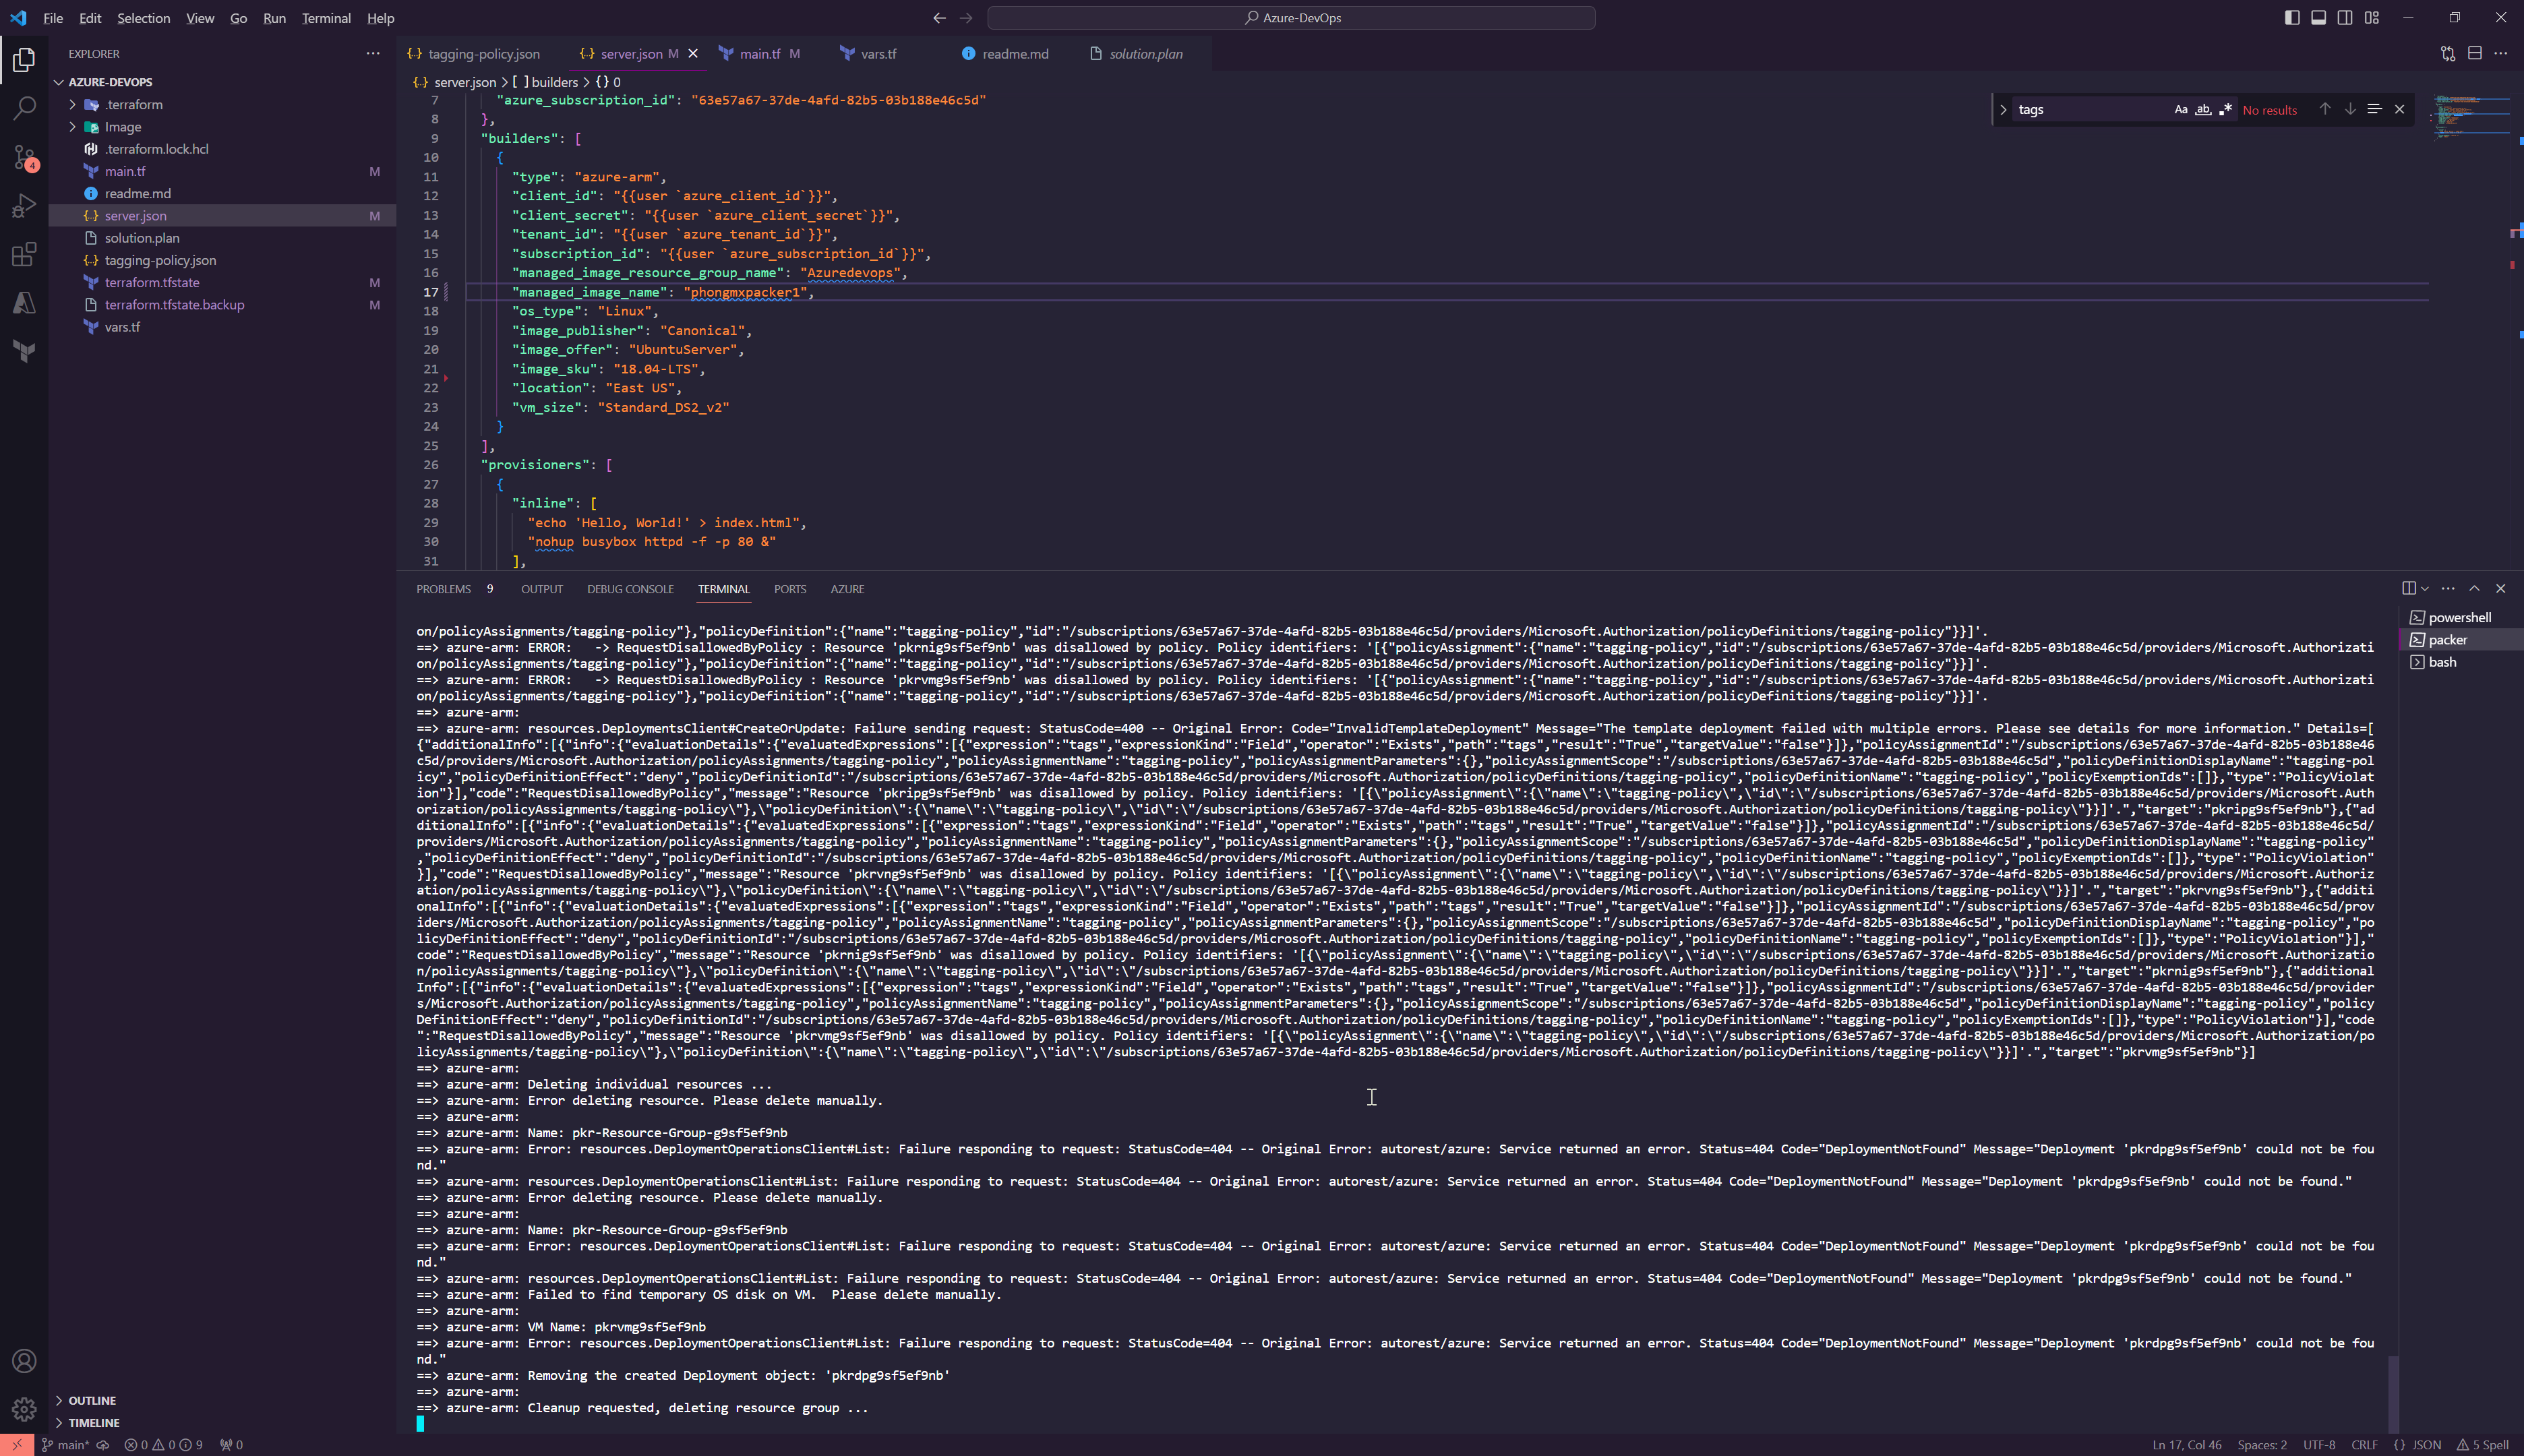 File Edit Selection View Go Run Terminal Help
Azure-DevOps
EXPLORER
AZURE-DEVOPS
.terraform
Image
.terraform.lock.hcl
main.tf M
readme.md
server.json M
solution.plan
tagging-policy.json
terraform.tfstate M
terraform.tfstate.backup M
vars.tf
4
OUTLINE
TIMELINE
{..} tagging-policy.json {..} server.json M main.tf M vars.tf readme.md solution.plan
{..} server.json > [ ] builders > {} 0
tags Aa ab No results
7 "azure_subscription_id": "63e57a67-37de-4afd-82b5-03b188e46c5d"
8 },
9 "builders": [
10 {
11 "type": "azure-arm",
12 "client_id": "{{user `azure_client_id`}}",
13 "client_secret": "{{user `azure_client_secret`}}",
14 "tenant_id": "{{user `azure_tenant_id`}}",
15 "subscription_id": "{{user `azure_subscription_id`}}",
16 "managed_image_resource_group_name": "Azuredevops",
17 "managed_image_name": "phongmxpacker1",
18 "os_type": "Linux",
19 "image_publisher": "Canonical",
20 "image_offer": "UbuntuServer",
21 "image_sku": "18.04-LTS",
22 "location": "East US",
23 "vm_size": "Standard_DS2_v2"
24 }
25 ],
26 "provisioners": [
27 {
28 "inline": [
29 "echo 'Hello, World!' > index.html",
30 "nohup busybox httpd -f -p 80 &"
31 ],
PROBLEMS 9 OUTPUT DEBUG CONSOLE TERMINAL PORTS AZURE
powershell
packer
bash
on/policyAssignments/tagging-policy"},"policyDefinition":{"name":"tagging-policy","id":"/subscriptions/63e57a67-37de-4afd-82b5-03b188e46c5d/providers/Microsoft.Authorization/policyDefinitions/tagging-policy"}}]'.
==> azure-arm: ERROR:   -> RequestDisallowedByPolicy : Resource 'pkrnig9sf5ef9nb' was disallowed by policy. Policy identifiers: '[{"policyAssignment":{"name":"tagging-policy","id":"/subscriptions/63e57a67-37de-4afd-82b5-03b188e46c5d/providers/Microsoft.Authorizati
on/policyAssignments/tagging-policy"},"policyDefinition":{"name":"tagging-policy","id":"/subscriptions/63e57a67-37de-4afd-82b5-03b188e46c5d/providers/Microsoft.Authorization/policyDefinitions/tagging-policy"}}]'.
==> azure-arm: ERROR:   -> RequestDisallowedByPolicy : Resource 'pkrvmg9sf5ef9nb' was disallowed by policy. Policy identifiers: '[{"policyAssignment":{"name":"tagging-policy","id":"/subscriptions/63e57a67-37de-4afd-82b5-03b188e46c5d/providers/Microsoft.Authorizati
on/policyAssignments/tagging-policy"},"policyDefinition":{"name":"tagging-policy","id":"/subscriptions/63e57a67-37de-4afd-82b5-03b188e46c5d/providers/Microsoft.Authorization/policyDefinitions/tagging-policy"}}]'.
==> azure-arm:
==> azure-arm: resources.DeploymentsClient#CreateOrUpdate: Failure sending request: StatusCode=400 -- Original Error: Code="InvalidTemplateDeployment" Message="The template deployment failed with multiple errors. Please see details for more information." Details=[
{"additionalInfo":[{"info":{"evaluationDetails":{"evaluatedExpressions":[{"expression":"tags","expressionKind":"Field","operator":"Exists","path":"tags","result":"True","targetValue":"false"}]},"policyAssignmentId":"/subscriptions/63e57a67-37de-4afd-82b5-03b188e46
c5d/providers/Microsoft.Authorization/policyAssignments/tagging-policy","policyAssignmentName":"tagging-policy","policyAssignmentParameters":{},"policyAssignmentScope":"/subscriptions/63e57a67-37de-4afd-82b5-03b188e46c5d","policyDefinitionDisplayName":"tagging-pol
icy","policyDefinitionEffect":"deny","policyDefinitionId":"/subscriptions/63e57a67-37de-4afd-82b5-03b188e46c5d/providers/Microsoft.Authorization/policyDefinitions/tagging-policy","policyDefinitionName":"tagging-policy","policyExemptionIds":[]},"type":"PolicyViolat
ion"}],"code":"RequestDisallowedByPolicy","message":"Resource 'pkripg9sf5ef9nb' was disallowed by policy. Policy identifiers: '[{\"policyAssignment\":{\"name\":\"tagging-policy\",\"id\":\"/subscriptions/63e57a67-37de-4afd-82b5-03b188e46c5d/providers/Microsoft.Auth
orization/policyAssignments/tagging-policy\"},\"policyDefinition\":{\"name\":\"tagging-policy\",\"id\":\"/subscriptions/63e57a67-37de-4afd-82b5-03b188e46c5d/providers/Microsoft.Authorization/policyDefinitions/tagging-policy\"}}]'.","target":"pkripg9sf5ef9nb"},{"ad
ditionalInfo":[{"info":{"evaluationDetails":{"evaluatedExpressions":[{"expression":"tags","expressionKind":"Field","operator":"Exists","path":"tags","result":"True","targetValue":"false"}]},"policyAssignmentId":"/subscriptions/63e57a67-37de-4afd-82b5-03b188e46c5d/
providers/Microsoft.Authorization/policyAssignments/tagging-policy","policyAssignmentName":"tagging-policy","policyAssignmentParameters":{},"policyAssignmentScope":"/subscriptions/63e57a67-37de-4afd-82b5-03b188e46c5d","policyDefinitionDisplayName":"tagging-policy"
,"policyDefinitionEffect":"deny","policyDefinitionId":"/subscriptions/63e57a67-37de-4afd-82b5-03b188e46c5d/providers/Microsoft.Authorization/policyDefinitions/tagging-policy","policyDefinitionName":"tagging-policy","policyExemptionIds":[]},"type":"PolicyViolation"
}],"code":"RequestDisallowedByPolicy","message":"Resource 'pkrvng9sf5ef9nb' was disallowed by policy. Policy identifiers: '[{\"policyAssignment\":{\"name\":\"tagging-policy\",\"id\":\"/subscriptions/63e57a67-37de-4afd-82b5-03b188e46c5d/providers/Microsoft.Authoriz
ation/policyAssignments/tagging-policy\"},\"policyDefinition\":{\"name\":\"tagging-policy\",\"id\":\"/subscriptions/63e57a67-37de-4afd-82b5-03b188e46c5d/providers/Microsoft.Authorization/policyDefinitions/tagging-policy\"}}]'.","target":"pkrvng9sf5ef9nb"},{"additi
onalInfo":[{"info":{"evaluationDetails":{"evaluatedExpressions":[{"expression":"tags","expressionKind":"Field","operator":"Exists","path":"tags","result":"True","targetValue":"false"}]},"policyAssignmentId":"/subscriptions/63e57a67-37de-4afd-82b5-03b188e46c5d/prov
iders/Microsoft.Authorization/policyAssignments/tagging-policy","policyAssignmentName":"tagging-policy","policyAssignmentParameters":{},"policyAssignmentScope":"/subscriptions/63e57a67-37de-4afd-82b5-03b188e46c5d","policyDefinitionDisplayName":"tagging-policy","po
licyDefinitionEffect":"deny","policyDefinitionId":"/subscriptions/63e57a67-37de-4afd-82b5-03b188e46c5d/providers/Microsoft.Authorization/policyDefinitions/tagging-policy","policyDefinitionName":"tagging-policy","policyExemptionIds":[]},"type":"PolicyViolation"}],"
code":"RequestDisallowedByPolicy","message":"Resource 'pkrnig9sf5ef9nb' was disallowed by policy. Policy identifiers: '[{\"policyAssignment\":{\"name\":\"tagging-policy\",\"id\":\"/subscriptions/63e57a67-37de-4afd-82b5-03b188e46c5d/providers/Microsoft.Authorizatio
n/policyAssignments/tagging-policy\"},\"policyDefinition\":{\"name\":\"tagging-policy\",\"id\":\"/subscriptions/63e57a67-37de-4afd-82b5-03b188e46c5d/providers/Microsoft.Authorization/policyDefinitions/tagging-policy\"}}]'.","target":"pkrnig9sf5ef9nb"},{"additional
Info":[{"info":{"evaluationDetails":{"evaluatedExpressions":[{"expression":"tags","expressionKind":"Field","operator":"Exists","path":"tags","result":"True","targetValue":"false"}]},"policyAssignmentId":"/subscriptions/63e57a67-37de-4afd-82b5-03b188e46c5d/provider
s/Microsoft.Authorization/policyAssignments/tagging-policy","policyAssignmentName":"tagging-policy","policyAssignmentParameters":{},"policyAssignmentScope":"/subscriptions/63e57a67-37de-4afd-82b5-03b188e46c5d","policyDefinitionDisplayName":"tagging-policy","policy
DefinitionEffect":"deny","policyDefinitionId":"/subscriptions/63e57a67-37de-4afd-82b5-03b188e46c5d/providers/Microsoft.Authorization/policyDefinitions/tagging-policy","policyDefinitionName":"tagging-policy","policyExemptionIds":[]},"type":"PolicyViolation"}],"code
":"RequestDisallowedByPolicy","message":"Resource 'pkrvmg9sf5ef9nb' was disallowed by policy. Policy identifiers: '[{\"policyAssignment\":{\"name\":\"tagging-policy\",\"id\":\"/subscriptions/63e57a67-37de-4afd-82b5-03b188e46c5d/providers/Microsoft.Authorization/po
licyAssignments/tagging-policy\"},\"policyDefinition\":{\"name\":\"tagging-policy\",\"id\":\"/subscriptions/63e57a67-37de-4afd-82b5-03b188e46c5d/providers/Microsoft.Authorization/policyDefinitions/tagging-policy\"}}]'.","target":"pkrvmg9sf5ef9nb"}]
==> azure-arm:
==> azure-arm: Deleting individual resources ...
==> azure-arm: Error deleting resource. Please delete manually.
==> azure-arm:
==> azure-arm: Name: pkr-Resource-Group-g9sf5ef9nb
==> azure-arm: Error: resources.DeploymentOperationsClient#List: Failure responding to request: StatusCode=404 -- Original Error: autorest/azure: Service returned an error. Status=404 Code="DeploymentNotFound" Message="Deployment 'pkrdpg9sf5ef9nb' could not be fou
nd."
==> azure-arm: resources.DeploymentOperationsClient#List: Failure responding to request: StatusCode=404 -- Original Error: autorest/azure: Service returned an error. Status=404 Code="DeploymentNotFound" Message="Deployment 'pkrdpg9sf5ef9nb' could not be found."
==> azure-arm: Error deleting resource. Please delete manually.
==> azure-arm:
==> azure-arm: Name: pkr-Resource-Group-g9sf5ef9nb
==> azure-arm: Error: resources.DeploymentOperationsClient#List: Failure responding to request: StatusCode=404 -- Original Error: autorest/azure: Service returned an error. Status=404 Code="DeploymentNotFound" Message="Deployment 'pkrdpg9sf5ef9nb' could not be fou
nd."
==> azure-arm: resources.DeploymentOperationsClient#List: Failure responding to request: StatusCode=404 -- Original Error: autorest/azure: Service returned an error. Status=404 Code="DeploymentNotFound" Message="Deployment 'pkrdpg9sf5ef9nb' could not be found."
==> azure-arm: Failed to find temporary OS disk on VM.  Please delete manually.
==> azure-arm:
==> azure-arm: VM Name: pkrvmg9sf5ef9nb
==> azure-arm: Error: resources.DeploymentOperationsClient#List: Failure responding to request: StatusCode=404 -- Original Error: autorest/azure: Service returned an error. Status=404 Code="DeploymentNotFound" Message="Deployment 'pkrdpg9sf5ef9nb' could not be fou
nd."
==> azure-arm: Removing the created Deployment object: 'pkrdpg9sf5ef9nb'
==> azure-arm:
==> azure-arm: Cleanup requested, deleting resource group ...
main* 0 0 9 0 Ln 17, Col 46 Spaces: 2 UTF-8 CRLF {} JSON 5 Spell